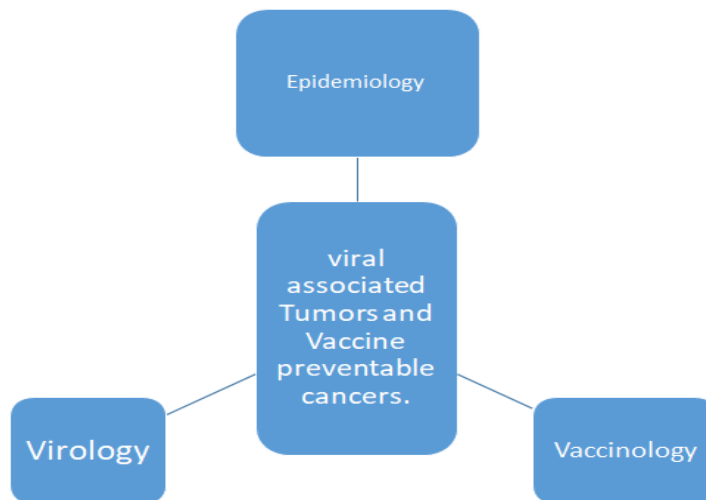 Epidemiology
viral
associated
Tumors and
Vaccine
preventable
cancers.
Virology
Vaccinology